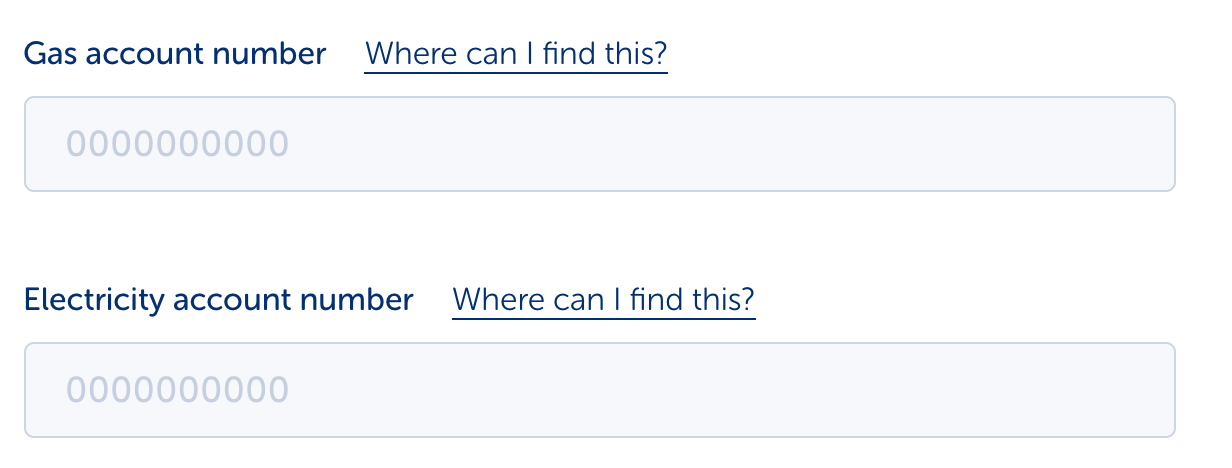 Gas account number Where can I find this?
0000000000
Electricity account number Where can I find this?
0000000000